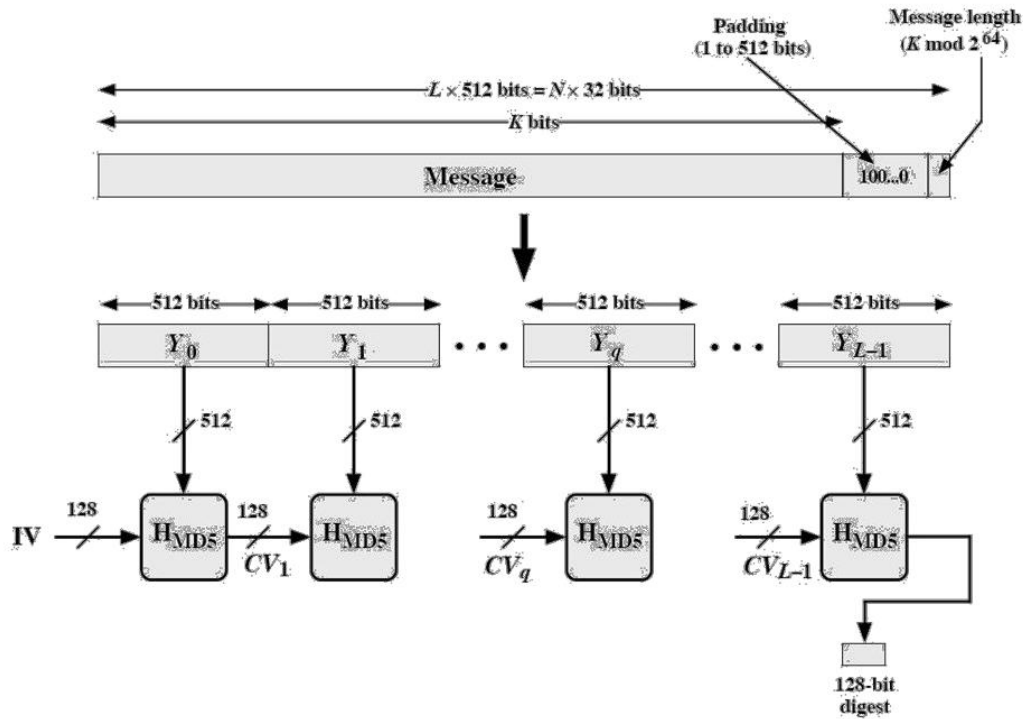 Padding
(1 to 512 bits)
Message length
(K mod 2^64)
L × 512 bits = N × 32 bits
K bits
Message
100...0
512 bits
512 bits
512 bits
512 bits
Y0
Y1
• • •
Yq
• • •
YL–1
512
512
512
512
IV
128
HMD5
128
CV1
HMD5
128
CVq
HMD5
128
CVL–1
HMD5
128-bit
digest